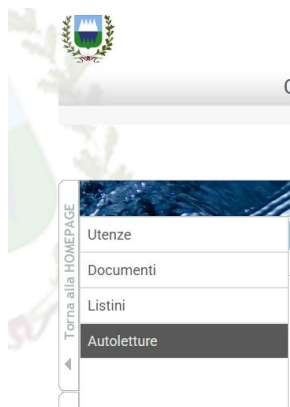 Torna alla HOMEPAGE
Utenze
Documenti
Listini
Autoletture